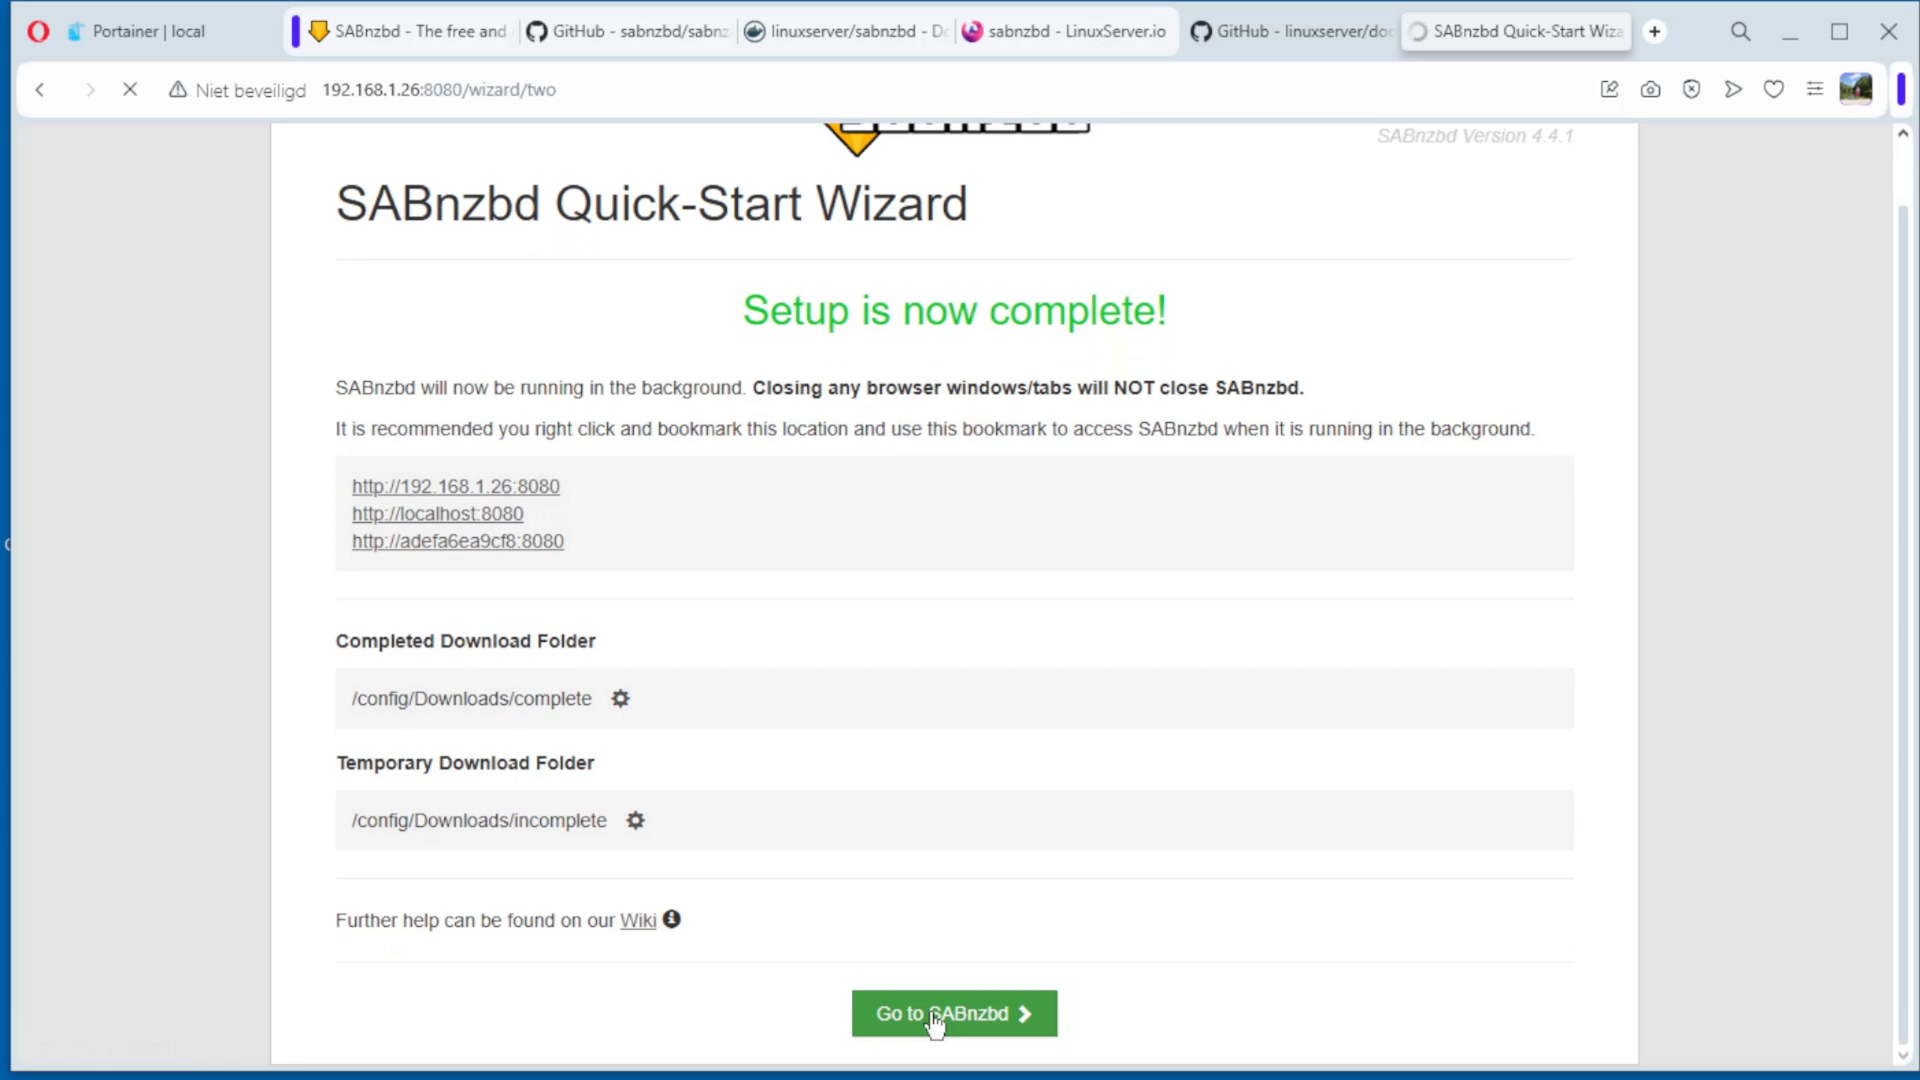 Portainer | local
SABnzbd - The free and
GitHub - sabnzbd/sabnz
linuxserver/sabnzbd - Do
sabnzbd - LinuxServer.io
GitHub - linuxserver/doc
SABnzbd Quick-Start Wiza
Niet beveiligd 192.168.1.26:8080/wizard/two
SABnzbd Version 4.4.1
SABnzbd Quick-Start Wizard
Setup is now complete!
SABnzbd will now be running in the background. Closing any browser windows/tabs will NOT close SABnzbd.
It is recommended you right click and bookmark this location and use this bookmark to access SABnzbd when it is running in the background.
http://192.168.1.26:8080
http://localhost:8080
http://adefa6ea9cf8:8080
Completed Download Folder
/config/Downloads/complete
Temporary Download Folder
/config/Downloads/incomplete
Further help can be found on our Wiki
Go to SABnzbd